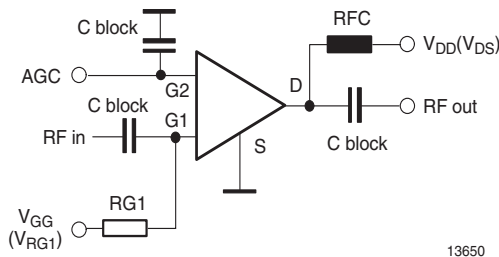 RFC
C block
V_DD(V_DS)
AGC
G2
D
C block
G1
RF out
RF in
S
C block
RG1
V_GG
(V_RG1)
13650